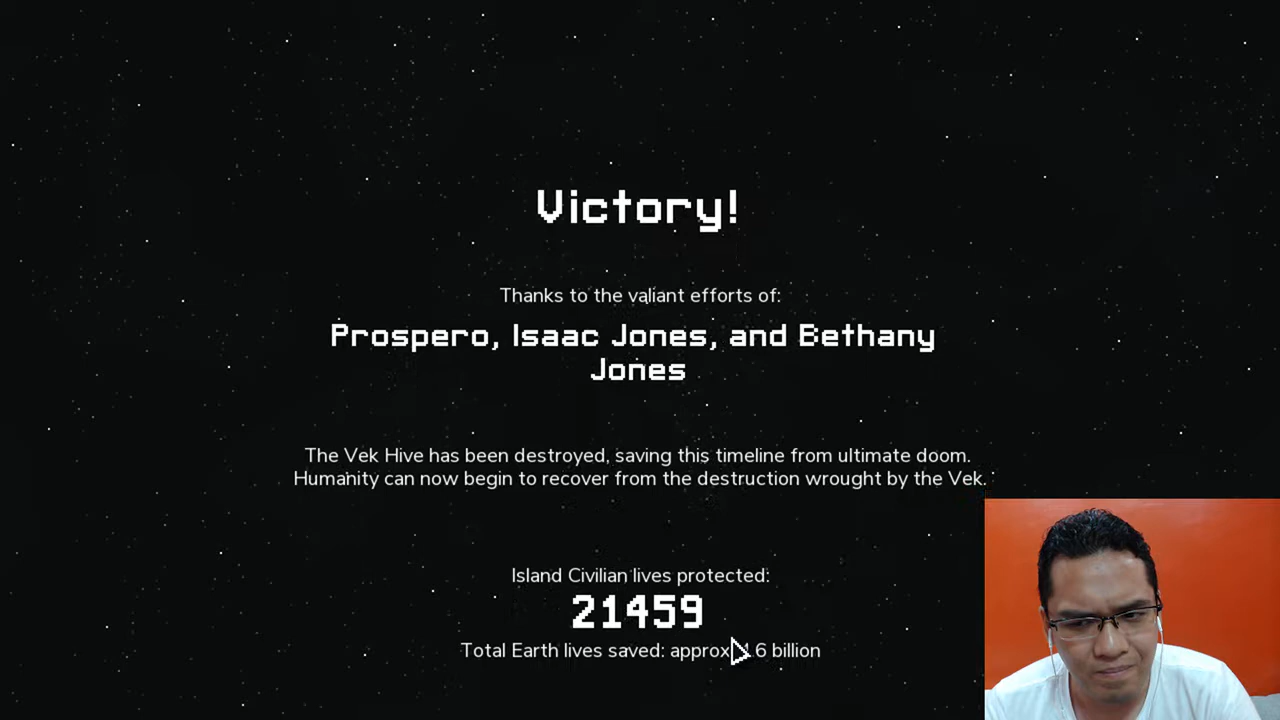 Victory!
Thanks to the valiant efforts of:
Prospero, Isaac Jones, and Bethany
Jones
The Vek Hive has been destroyed, saving this timeline from ultimate doom.
Humanity can now begin to recover from the destruction wrought by the Vek.
Island Civilian lives protected:
21459
Total Earth lives saved: approx 6 billion